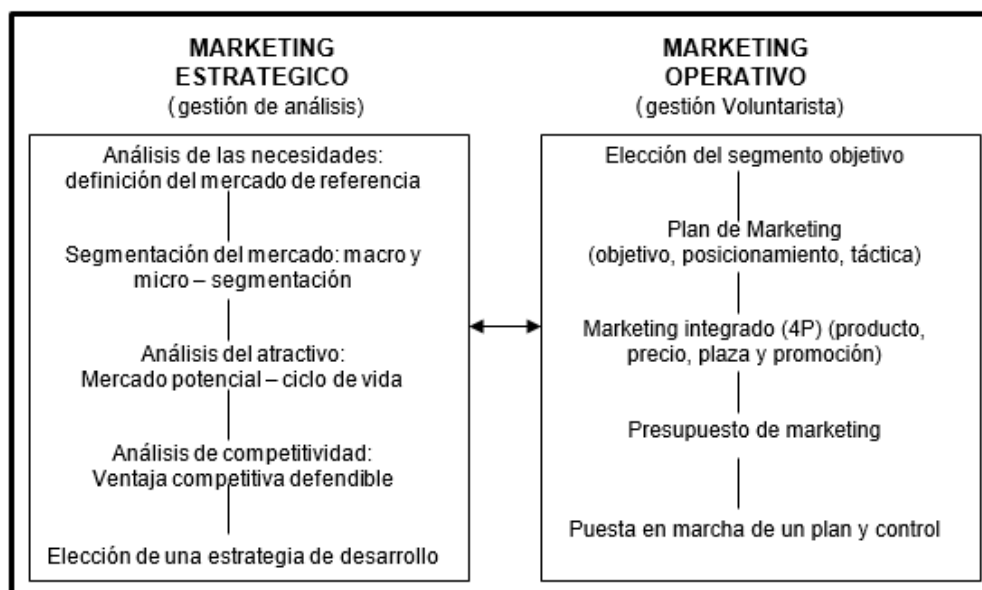 MARKETING
ESTRATEGICO
(gestión de análisis)
Análisis de las necesidades:
definición del mercado de referencia
Segmentación del mercado: macro y
micro – segmentación
Análisis del atractivo:
Mercado potencial – ciclo de vida
Análisis de competitividad:
Ventaja competitiva defendible
Elección de una estrategia de desarrollo
MARKETING
OPERATIVO
(gestión Voluntarista)
Elección del segmento objetivo
Plan de Marketing
(objetivo, posicionamiento, táctica)
Marketing integrado (4P) (producto,
precio, plaza y promoción)
Presupuesto de marketing
Puesta en marcha de un plan y control